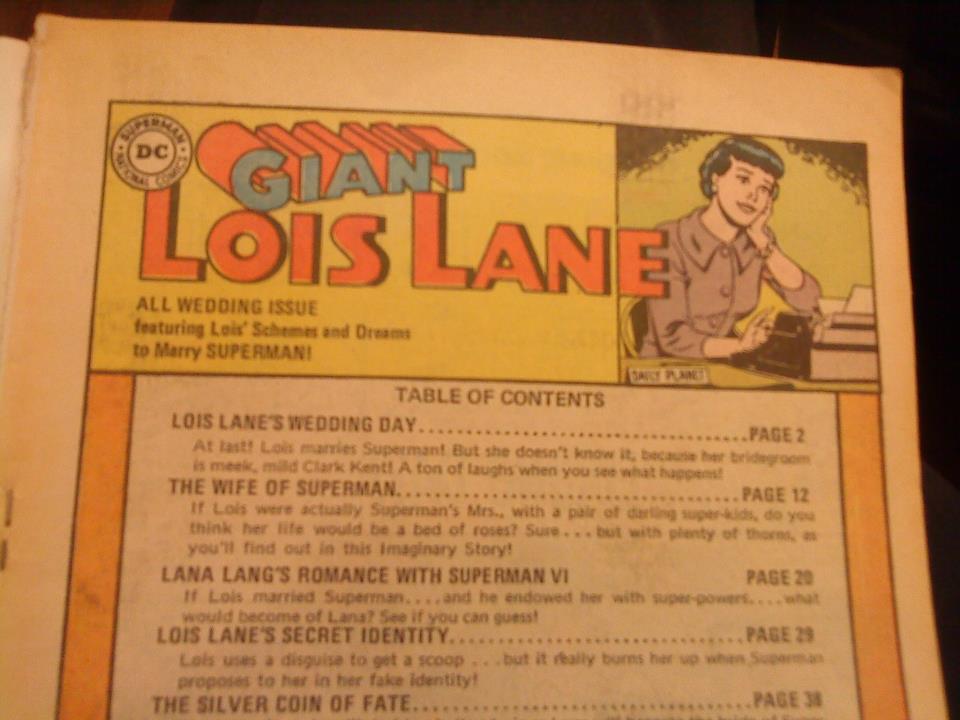 SUPERMAN
DC
NATIONAL COMICS
GIANT
LOIS LANE
ALL WEDDING ISSUE
featuring Lois' Schemes and Dreams
to Marry SUPERMAN!
DAILY PLANET
TABLE OF CONTENTS
LOIS LANE'S WEDDING DAY..................................PAGE 2
At last! Lois marries Superman! But she doesn't know it, because her bridegroom
is meek, mild Clark Kent! A ton of laughs when you see what happens!
THE WIFE OF SUPERMAN...................................PAGE 12
If Lois were actually Superman's Mrs., with a pair of darling super-kids, do you
think her life would be a bed of roses? Sure...but with plenty of thorns, as
you'll find out in this Imaginary Story!
LANA LANG'S ROMANCE WITH SUPERMAN VI PAGE 20
If Lois married Superman....and he endowed her with super-powers....what
would become of Lana? See if you can guess!
LOIS LANE'S SECRET IDENTITY..............................PAGE 29
Lois uses a disguise to get a scoop ...but it really burns her up when Superman
proposes to her in her fake identity!
THE SILVER COIN OF FATE..................................PAGE 38